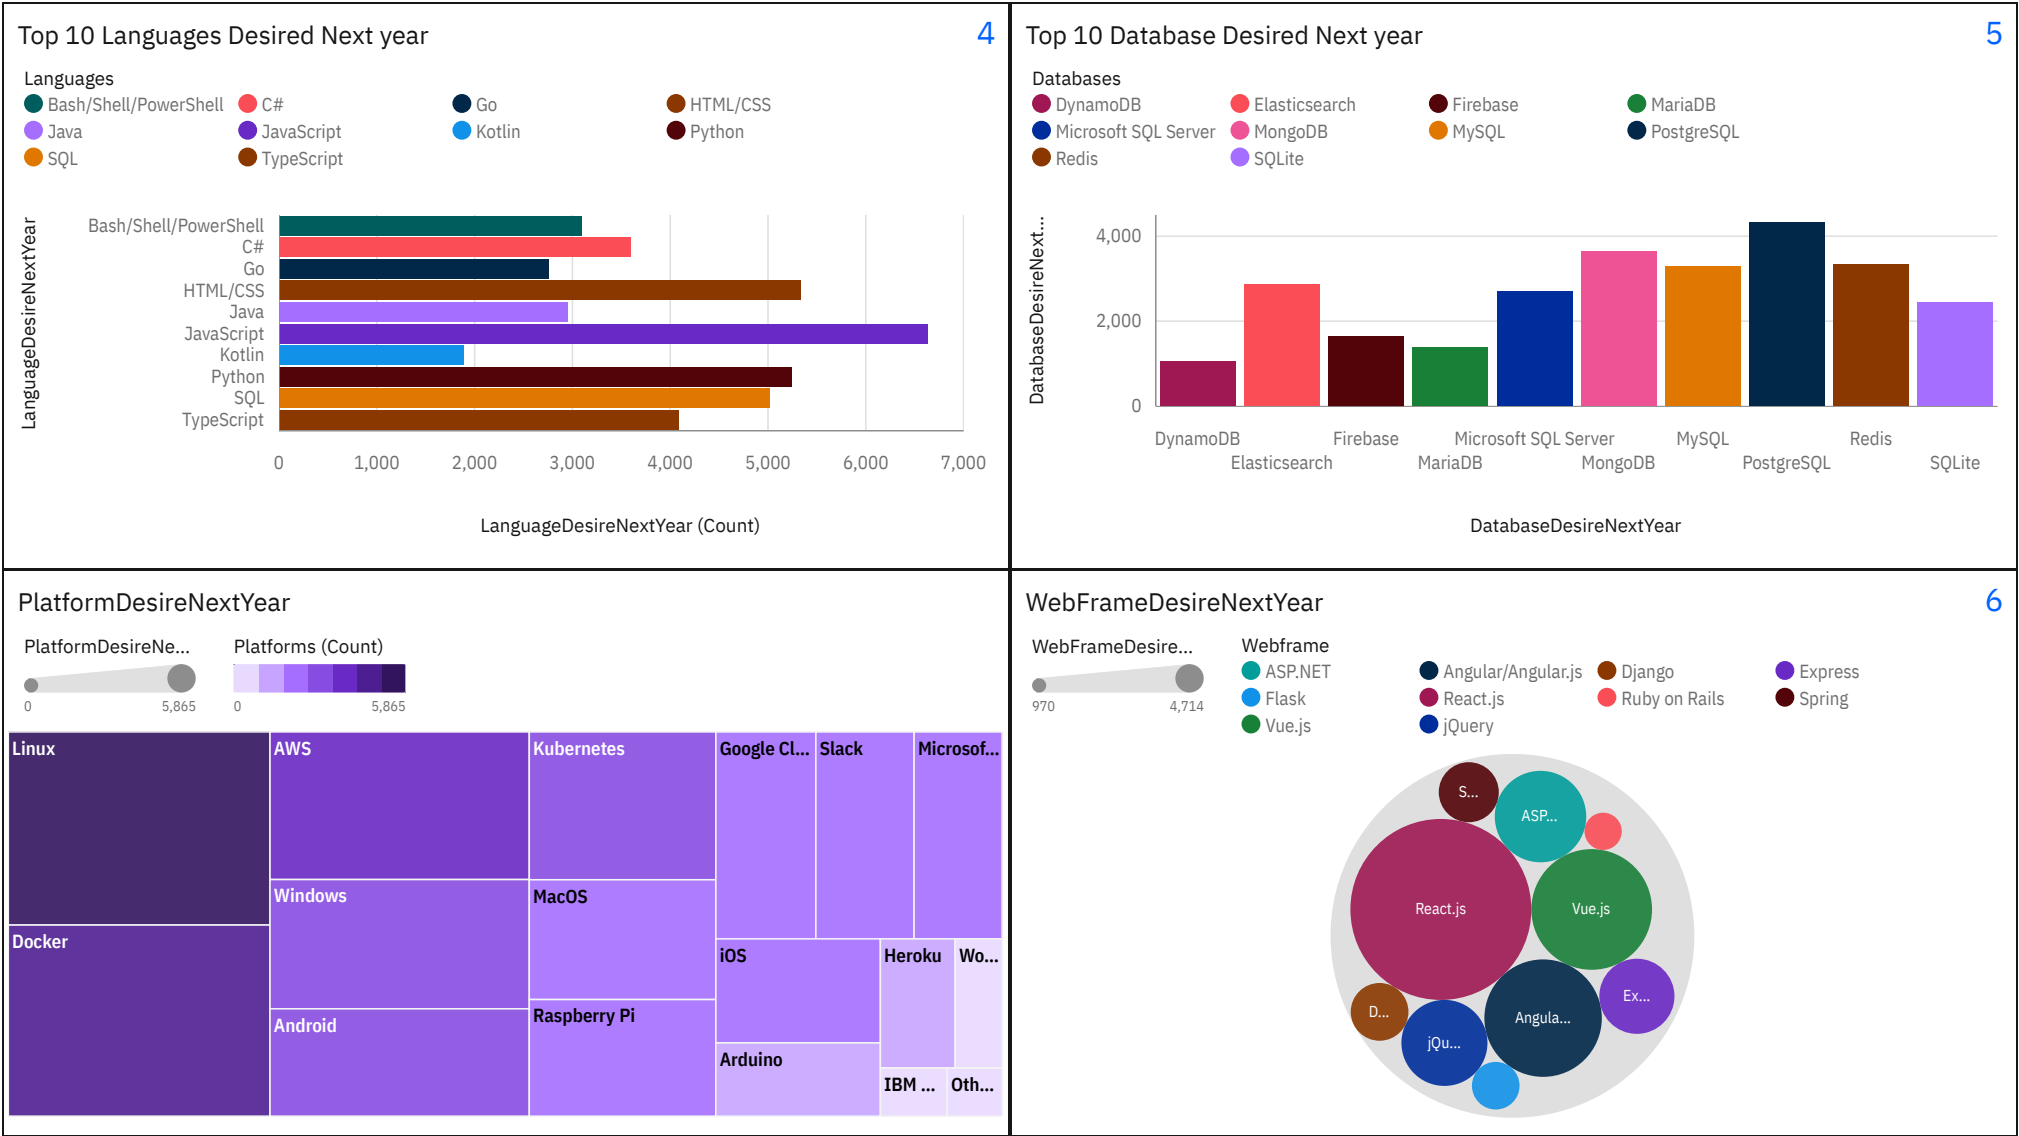 Top 10 Languages Desired Next year 4
Languages
Bash/Shell/PowerShell C# Go HTML/CSS
Java JavaScript Kotlin Python
SQL TypeScript
LanguageDesireNextYear
Bash/Shell/PowerShell
C#
Go
HTML/CSS
Java
JavaScript
Kotlin
Python
SQL
TypeScript
0 1,000 2,000 3,000 4,000 5,000 6,000 7,000
LanguageDesireNextYear (Count)
Top 10 Database Desired Next year 5
Databases
DynamoDB Elasticsearch Firebase MariaDB
Microsoft SQL Server MongoDB MySQL PostgreSQL
Redis SQLite
DatabaseDesireNext...
4,000
2,000
0
DynamoDB Firebase Microsoft SQL Server MySQL Redis
Elasticsearch MariaDB MongoDB PostgreSQL SQLite
DatabaseDesireNextYear
PlatformDesireNextYear
PlatformDesireNe... Platforms (Count)
0 5,865 0 5,865
Linux AWS Kubernetes Google Cl... Slack Microsof...
Windows MacOS
Docker iOS Heroku Wo...
Android Raspberry Pi
Arduino IBM ... Oth...
WebFrameDesireNextYear 6
WebFrameDesire... Webframe
970 4,714
ASP.NET Angular/Angular.js Django Express
Flask React.js Ruby on Rails Spring
Vue.js jQuery
S... ASP...
React.js Vue.js
D... Angula... Ex...
jQu...